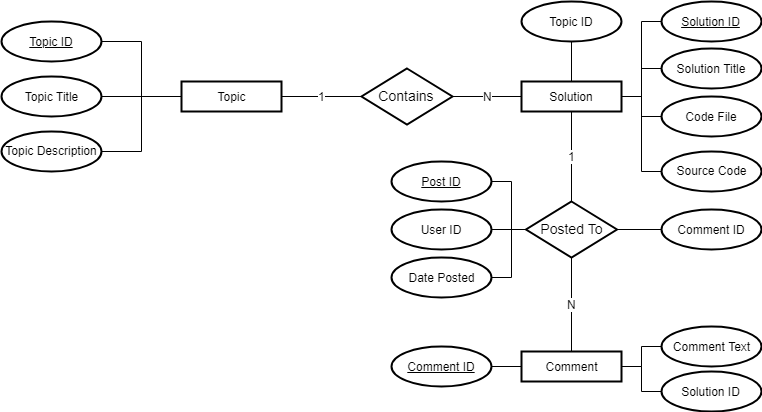 Topic ID
Solution ID
Topic ID
Solution Title
Topic Title
Topic
1
Contains
N
Solution
Code File
Topic Description
1
Source Code
Post ID
User ID
Posted To
Comment ID
Date Posted
N
Comment Text
Comment ID
Comment
Solution ID